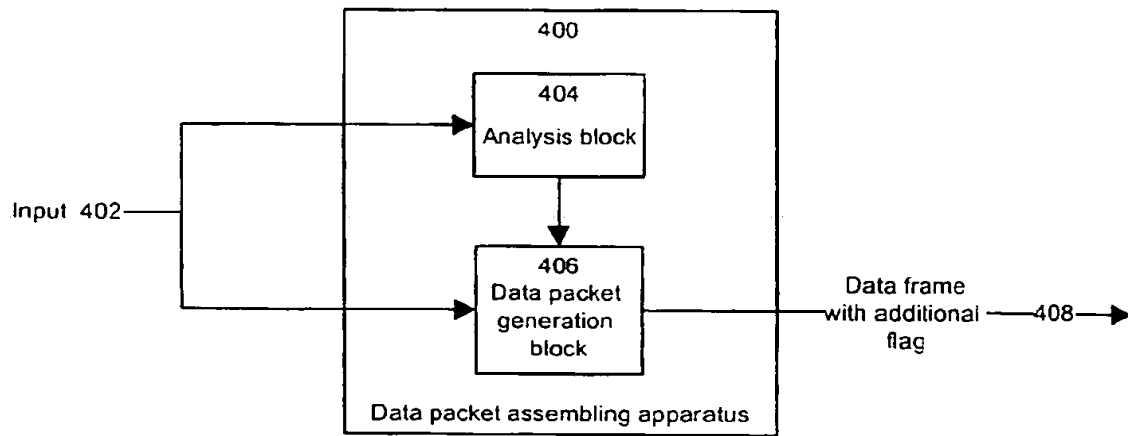 400
404
Analysis block
Input 402
406
Data packet
generation
block
Data frame
with additional
flag
408
Data packet assembling apparatus